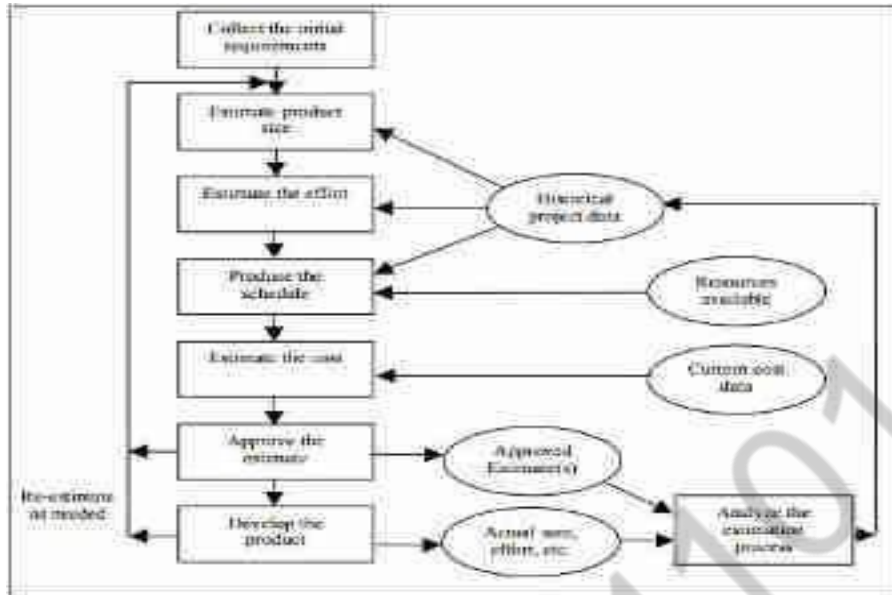 Collect the initial
requirements
Estimate product
size
Estimate the effort
Historical
project data
Produce the
schedule
Resources
available
Estimate the cost
Current cost
data
Approve the
estimate
Approved
Estimate(s)
Re-estimate
as needed
Develop the
product
Actual size,
effort, etc.
Analyze the
estimation
process